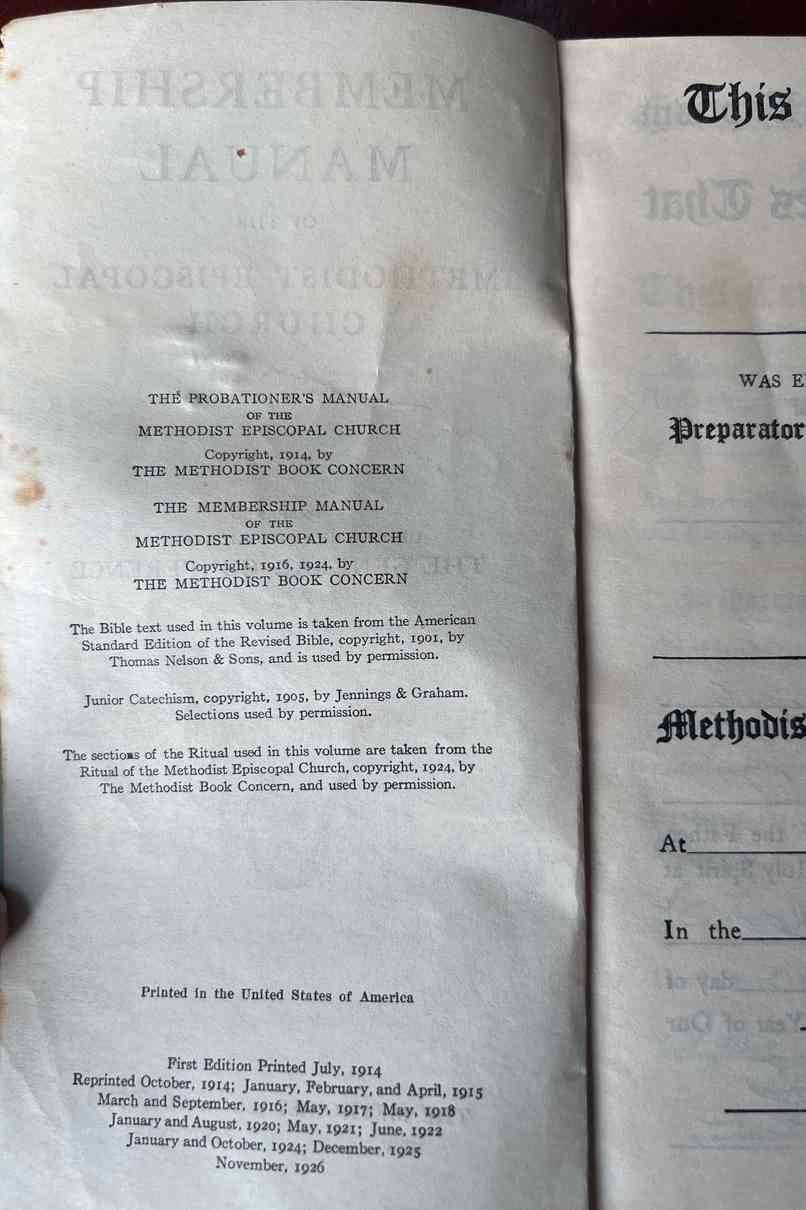 THE PROBATIONER'S MANUAL
OF THE
METHODIST EPISCOPAL CHURCH
Copyright, 1914, by
THE METHODIST BOOK CONCERN
THE MEMBERSHIP MANUAL
OF THE
METHODIST EPISCOPAL CHURCH
Copyright, 1916, 1924, by
THE METHODIST BOOK CONCERN
The Bible text used in this volume is taken from the American
Standard Edition of the Revised Bible, copyright, 1901, by
Thomas Nelson & Sons, and is used by permission.
Junior Catechism, copyright, 1905, by Jennings & Graham.
Selections used by permission.
The sections of the Ritual used in this volume are taken from the
Ritual of the Methodist Episcopal Church, copyright, 1924, by
The Methodist Book Concern, and used by permission.
Printed in the United States of America
First Edition Printed July, 1914
Reprinted October, 1914; January, February, and April, 1915
March and September, 1916; May, 1917; May, 1918
January and August, 1920; May, 1921; June, 1922
January and October, 1924; December, 1925
November, 1926
This
WAS E
Preparator
Methodis
At
In the